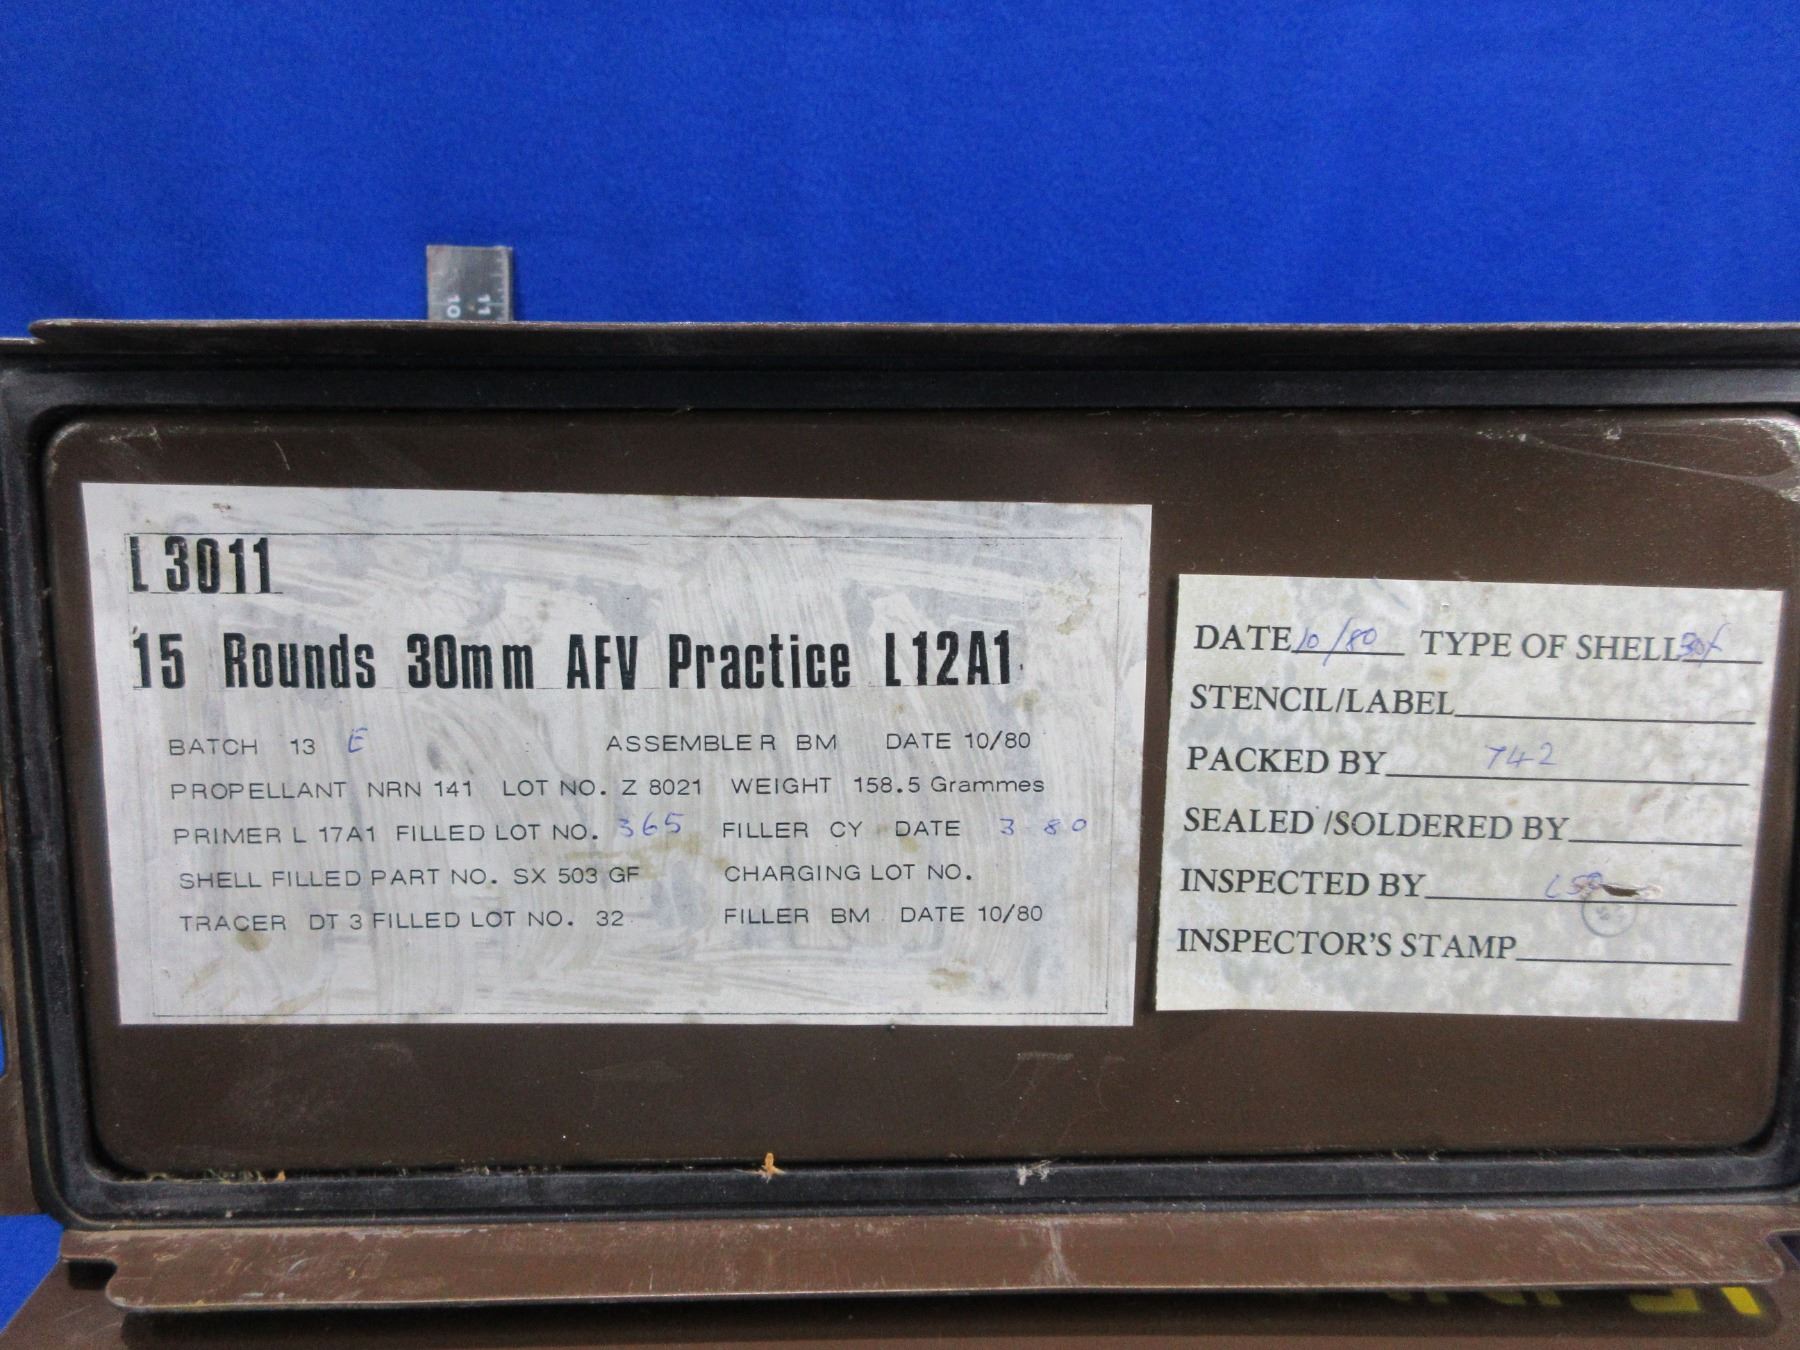 11
10
L 3011
15 Rounds 30mm AFV Practice L12A1
BATCH 13 E ASSEMBLER BM DATE 10/80
PROPELLANT NRN 141 LOT NO. Z 8021 WEIGHT 158.5 Grammes
PRIMER L 17A1 FILLED LOT NO. 365 FILLER CY DATE 3 80
SHELL FILLED PART NO. SX 503 GF CHARGING LOT NO.
TRACER DT 3 FILLED LOT NO. 32 FILLER BM DATE 10/80
DATE 10/80 TYPE OF SHELL
STENCIL/LABEL
PACKED BY 742
SEALED /SOLDERED BY
INSPECTED BY
INSPECTOR'S STAMP